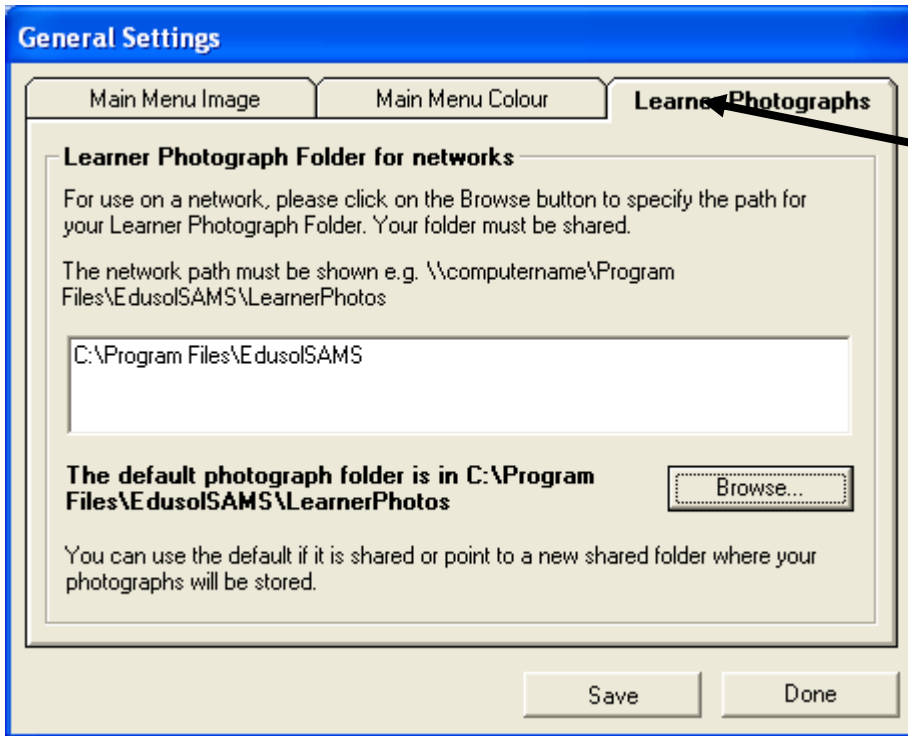 General Settings
Main Menu Image
Main Menu Colour
Learner Photographs
Learner Photograph Folder for networks
For use on a network, please click on the Browse button to specify the path for
your Learner Photograph Folder. Your folder must be shared.
The network path must be shown e.g. \\computername\Program
Files\EdusolSAMS\LearnerPhotos
C:\Program Files\EdusolSAMS
The default photograph folder is in C:\Program
Files\EdusolSAMS\LearnerPhotos
Browse...
You can use the default if it is shared or point to a new shared folder where your
photographs will be stored.
Save
Done